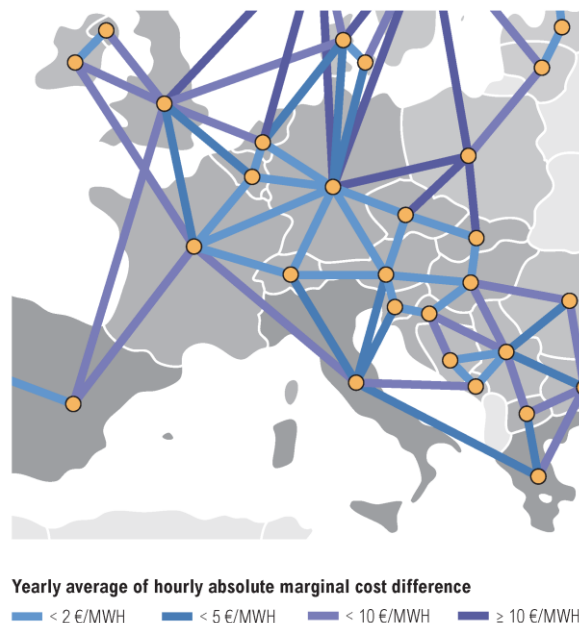 Yearly average of hourly absolute marginal cost difference
< 2 €/MWH < 5 €/MWH < 10 €/MWH ≥ 10 €/MWH